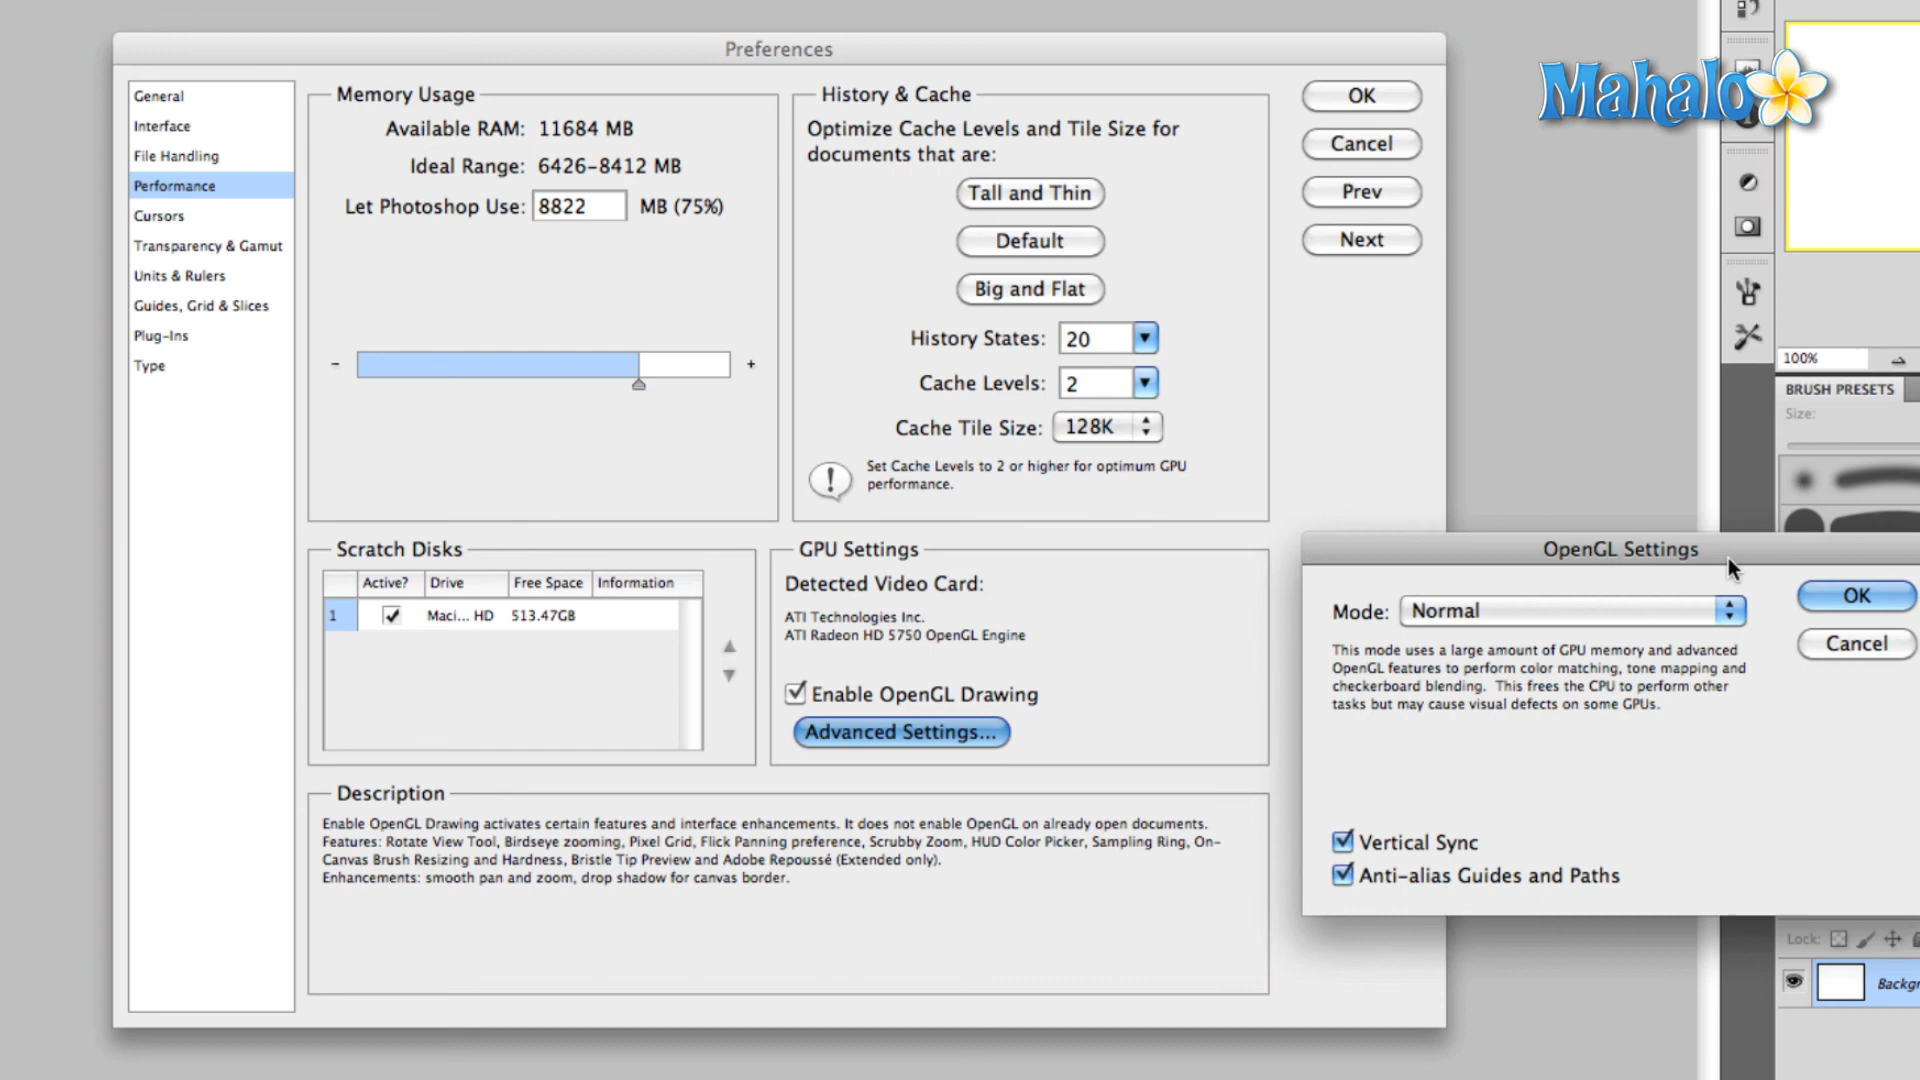 Preferences
General
Interface
File Handling
Performance
Cursors
Transparency & Gamut
Units & Rulers
Guides, Grid & Slices
Plug-Ins
Type
Memory Usage
Available RAM: 11684 MB
Ideal Range: 6426-8412 MB
Let Photoshop Use: 8822 MB (75%)
- +
History & Cache
Optimize Cache Levels and Tile Size for
documents that are:
Tall and Thin
Default
Big and Flat
History States: 20
Cache Levels: 2
Cache Tile Size: 128K
Set Cache Levels to 2 or higher for optimum GPU
performance.
OK
Cancel
Prev
Next
Scratch Disks
Active? Drive Free Space Information
1 Maci... HD 513.47GB
GPU Settings
Detected Video Card:
ATI Technologies Inc.
ATI Radeon HD 5750 OpenGL Engine
Enable OpenGL Drawing
Advanced Settings...
Description
Enable OpenGL Drawing activates certain features and interface enhancements. It does not enable OpenGL on already open documents.
Features: Rotate View Tool, Birdseye zooming, Pixel Grid, Flick Panning preference, Scrubby Zoom, HUD Color Picker, Sampling Ring, On-
Canvas Brush Resizing and Hardness, Bristle Tip Preview and Adobe Repoussé (Extended only).
Enhancements: smooth pan and zoom, drop shadow for canvas border.
OpenGL Settings
Mode: Normal
This mode uses a large amount of GPU memory and advanced
OpenGL features to perform color matching, tone mapping and
checkerboard blending. This frees the CPU to perform other
tasks but may cause visual defects on some GPUs.
OK
Cancel
Vertical Sync
Anti-alias Guides and Paths
Mahalo
100%
BRUSH PRESETS
Size:
Lock:
Backgr